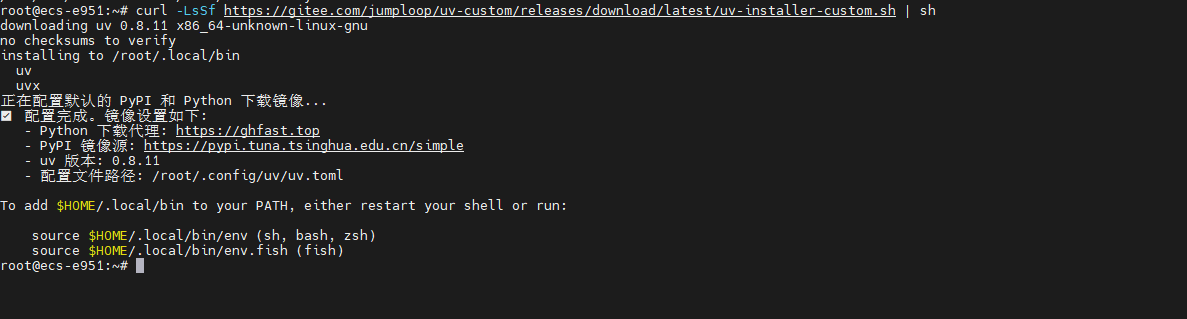 root@ecs-e951:~# curl -LsSf https://gitee.com/jumploop/uv-custom/releases/download/latest/uv-installer-custom.sh | sh
downloading uv 0.8.11 x86_64-unknown-linux-gnu
no checksums to verify
installing to /root/.local/bin
  uv
  uvx
正在配置默认的 PyPI 和 Python 下载镜像...
☑ 配置完成。镜像设置如下:
   - Python 下载代理: https://ghfast.top
   - PyPI 镜像源: https://pypi.tuna.tsinghua.edu.cn/simple
   - uv 版本: 0.8.11
   - 配置文件路径: /root/.config/uv/uv.toml

To add $HOME/.local/bin to your PATH, either restart your shell or run:

    source $HOME/.local/bin/env (sh, bash, zsh)
    source $HOME/.local/bin/env.fish (fish)
root@ecs-e951:~#